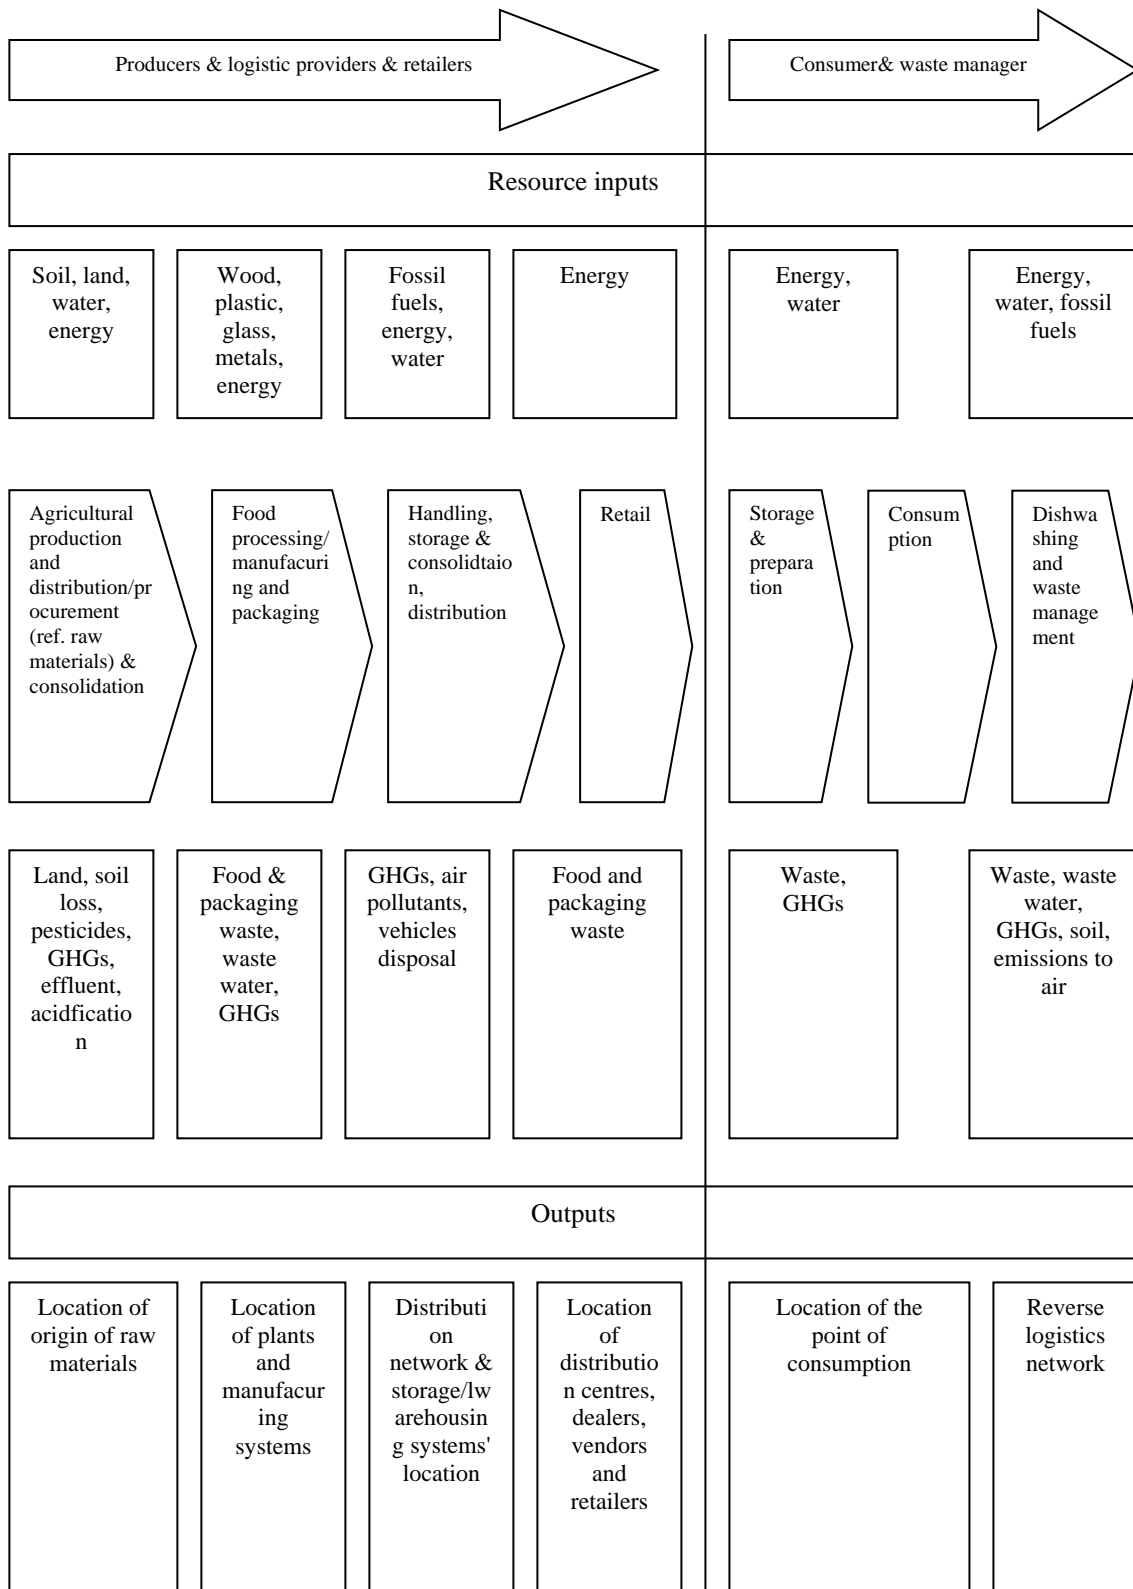 Producers & logistic providers & retailers
Consumer& waste manager
Resource inputs
Soil, land,
water,
energy
Wood,
plastic,
glass,
metals,
energy
Fossil
fuels,
energy,
water
Energy
Energy,
water
Energy,
water, fossil
fuels
Agricultural
production
and
distribution/pr
ocurement
(ref. raw
materials) &
consolidation
Food
processing/
manufacuri
ng and
packaging
Handling,
storage &
consolidtaio
n,
distribution
Retail
Storage
&
prepara
tion
Consum
ption
Dishwa
shing
and
waste
manage
ment
Land, soil
loss,
pesticides,
GHGs,
effluent,
acidficatio
n
Food &
packaging
waste,
waste
water,
GHGs
GHGs, air
pollutants,
vehicles
disposal
Food and
packaging
waste
Waste,
GHGs
Waste, waste
water,
GHGs, soil,
emissions to
air
Outputs
Location of
origin of raw
materials
Location
of plants
and
manufacur
ing
systems
Distributi
on
network &
storage/lw
arehousin
g systems'
location
Location
of
distributio
n centres,
dealers,
vendors
and
retailers
Location of the
point of
consumption
Reverse
logistics
network